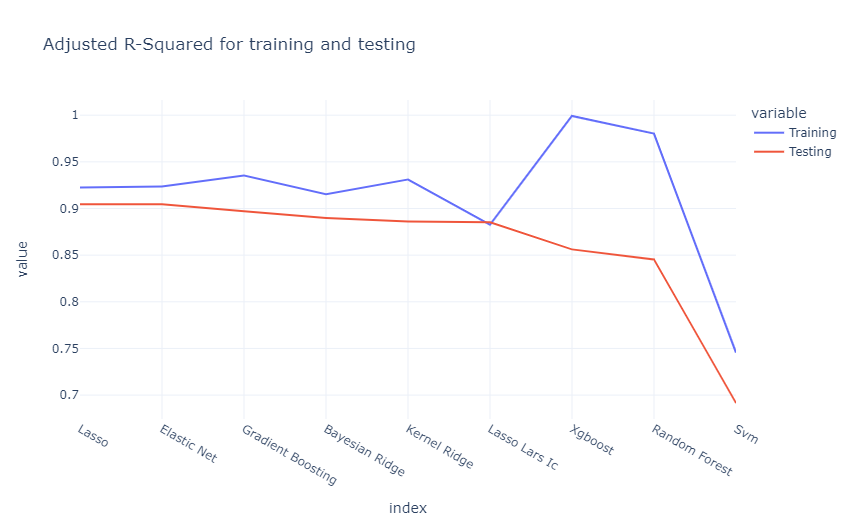 Adjusted R-Squared for training and testing
variable
Training
Testing
value
1
0.95
0.9
0.85
0.8
0.75
0.7
Lasso
Elastic Net
Gradient Boosting
Bayesian Ridge
Kernel Ridge
Lasso Lars Ic
Xgboost
Random Forest
Svm
index